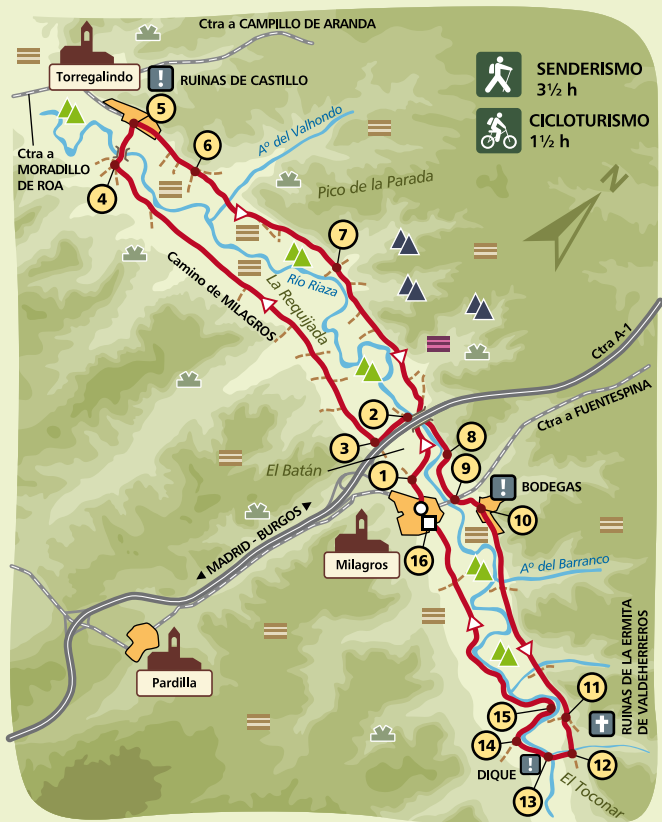 Ctra a CAMPILLO DE ARANDA
Torregalindo
! RUINAS DE CASTILLO
SENDERISMO
3½ h
CICLOTURISMO
1½ h
5
6
Aº del Valhondo
Ctra a
MORADILLO
DE ROA
4
Pico de la Parada
N
7
Camino de MILAGROS
Río Riaza
La Requijada
Ctra A-1
Ctra a FUENTESPINA
2
3
8
El Batán
1
9
! BODEGAS
10
MADRID - BURGOS
Milagros
16
Aº del Barranco
Pardilla
RUINAS DE LA ERMITA
DE VALDEHERREROS
11
15
14
12
DIQUE !
13
El Toconar